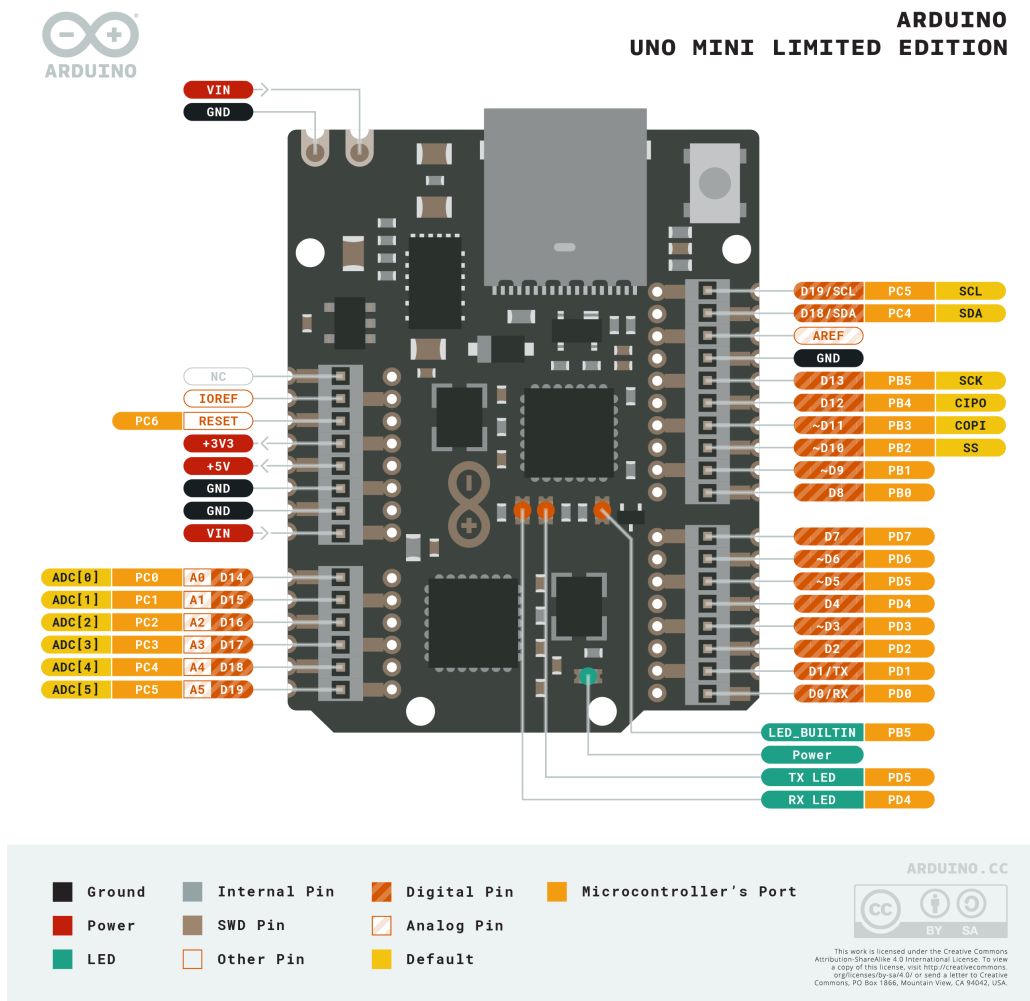 ARDUINO
UNO MINI LIMITED EDITION
ARDUINO
VIN
GND
NC
IOREF
PC6 RESET
+3V3
+5V
GND
GND
VIN
ADC[0] PC0 A0 D14
ADC[1] PC1 A1 D15
ADC[2] PC2 A2 D16
ADC[3] PC3 A3 D17
ADC[4] PC4 A4 D18
ADC[5] PC5 A5 D19
D19/SCL PC5 SCL
D18/SDA PC4 SDA
AREF
GND
D13 PB5 SCK
D12 PB4 CIPO
~D11 PB3 COPI
~D10 PB2 SS
~D9 PB1
D8 PB0
D7 PD7
~D6 PD6
~D5 PD5
D4 PD4
~D3 PD3
D2 PD2
D1/TX PD1
D0/RX PD0
LED_BUILTIN PB5
Power
TX LED PD5
RX LED PD4
Ground
Power
LED
Internal Pin
SWD Pin
Other Pin
Digital Pin
Analog Pin
Default
Microcontroller's Port
ARDUINO.CC
cc
BY SA
This work is licensed under the Creative Commons
Attribution-ShareAlike 4.0 International License. To view
a copy of this license, visit http://creativecommons.
org/licenses/by-sa/4.0/ or send a letter to Creative
Commons, PO Box 1866, Mountain View, CA 94042, USA.